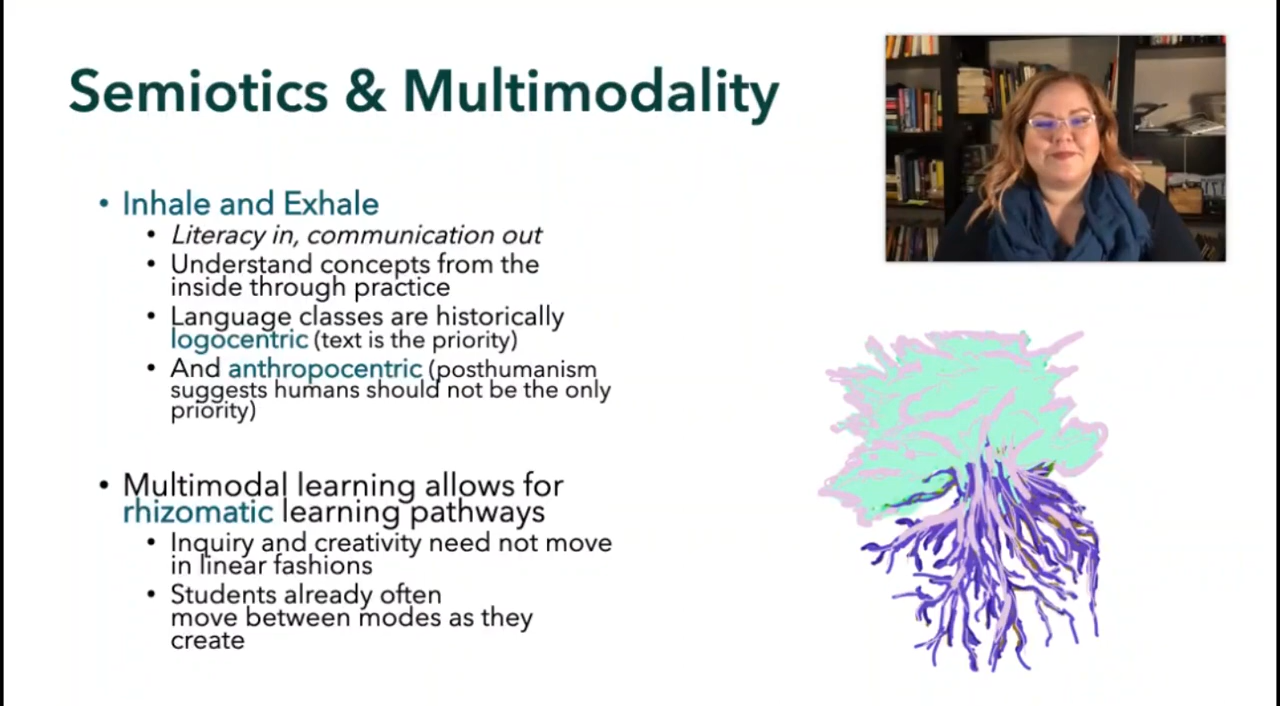 Semiotics & Multimodality
• Inhale and Exhale
• Literacy in, communication out
• Understand concepts from the
inside through practice
• Language classes are historically
logocentric (text is the priority)
• And anthropocentric (posthumanism
suggests humans should not be the only
priority)
• Multimodal learning allows for
rhizomatic learning pathways
• Inquiry and creativity need not move
in linear fashions
• Students already often
move between modes as they
create